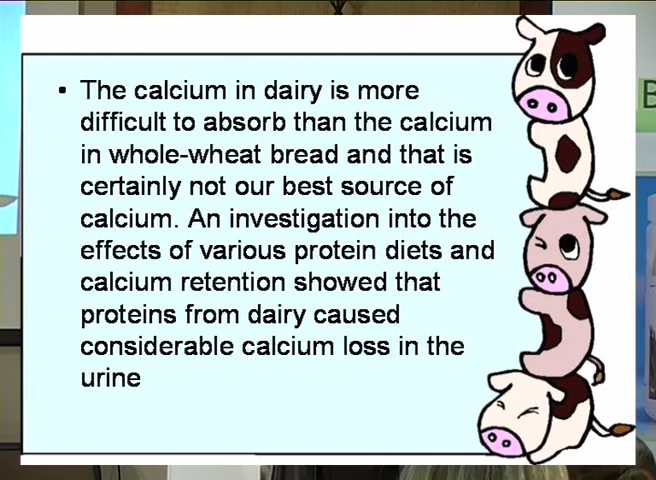 • The calcium in dairy is more
difficult to absorb than the calcium
in whole-wheat bread and that is
certainly not our best source of
calcium. An investigation into the
effects of various protein diets and
calcium retention showed that
proteins from dairy caused
considerable calcium loss in the
urine